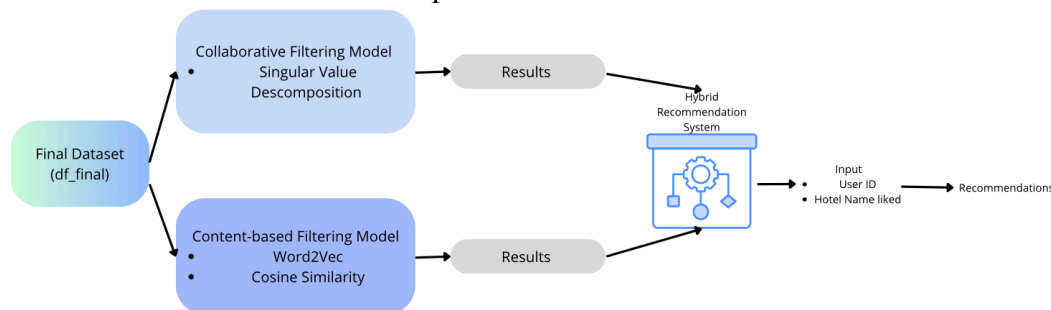 Final Dataset
(df_final)
Collaborative Filtering Model
• Singular Value
Descomposition
Results
Content-based Filtering Model
• Word2Vec
• Cosine Similarity
Results
Hybrid
Recommendation
System
Input
• User ID
• Hotel Name liked
Recommendations